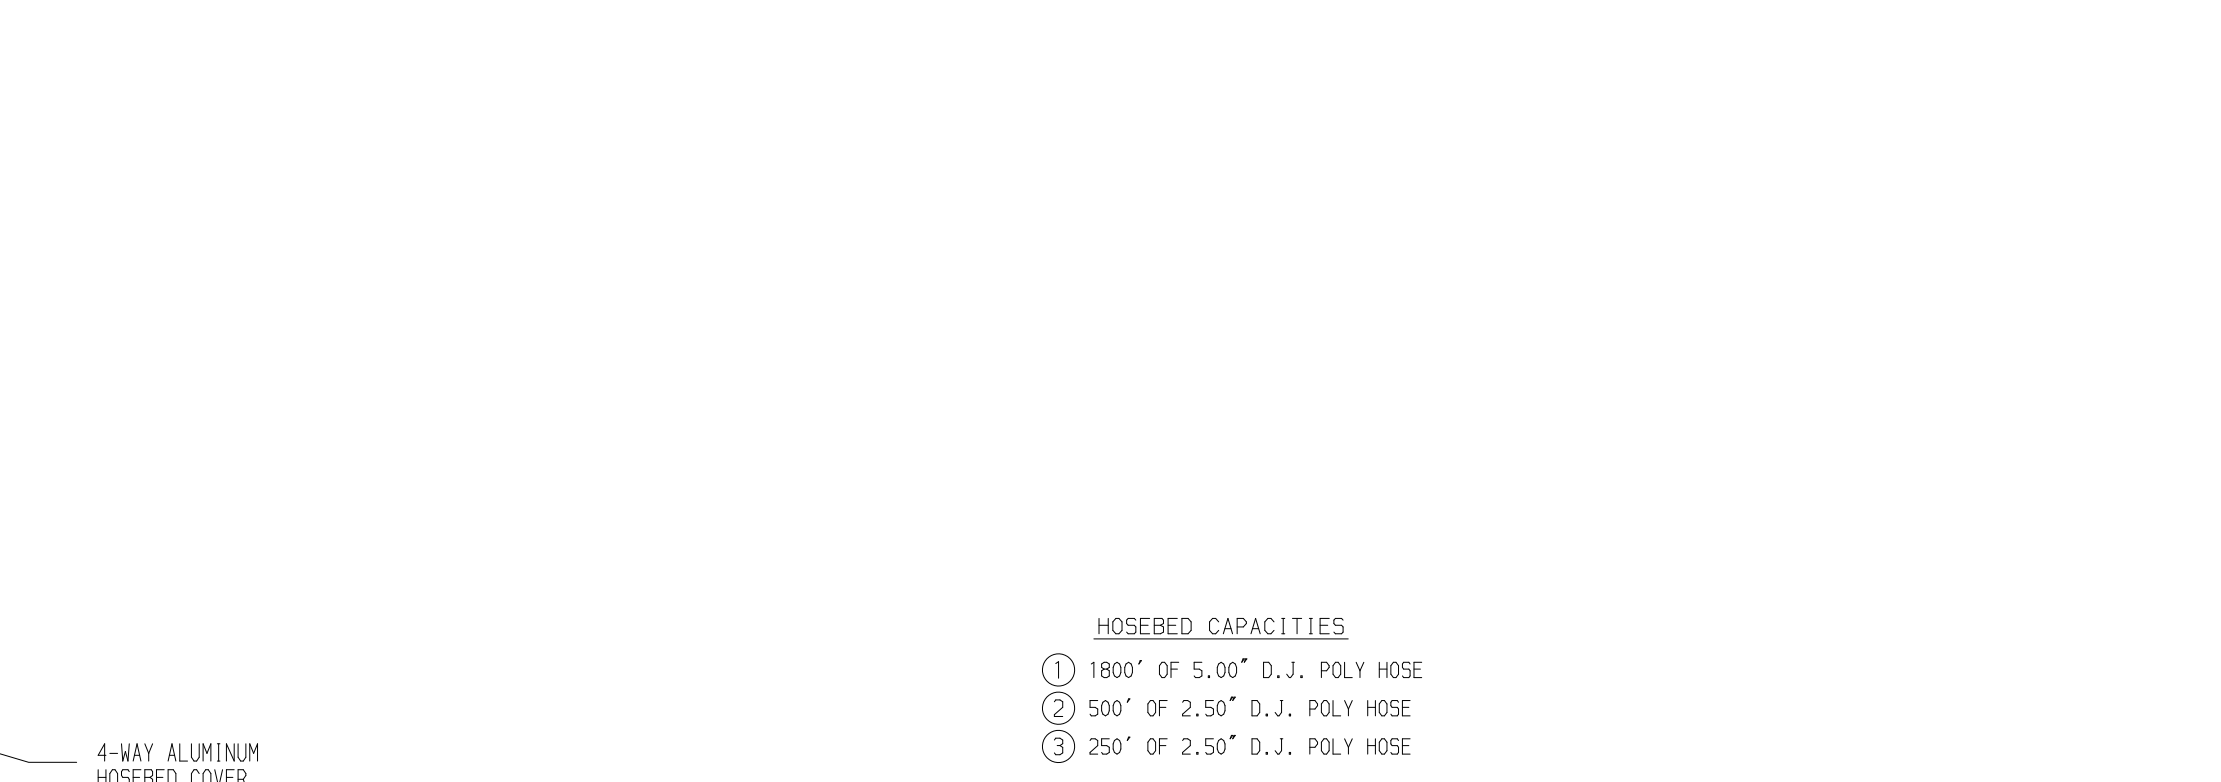 HOSEBED CAPACITIES
1 1800' OF 5.00" D.J. POLY HOSE
2 500' OF 2.50" D.J. POLY HOSE
3 250' OF 2.50" D.J. POLY HOSE
4-WAY ALUMINUM
HOSEBED COVER